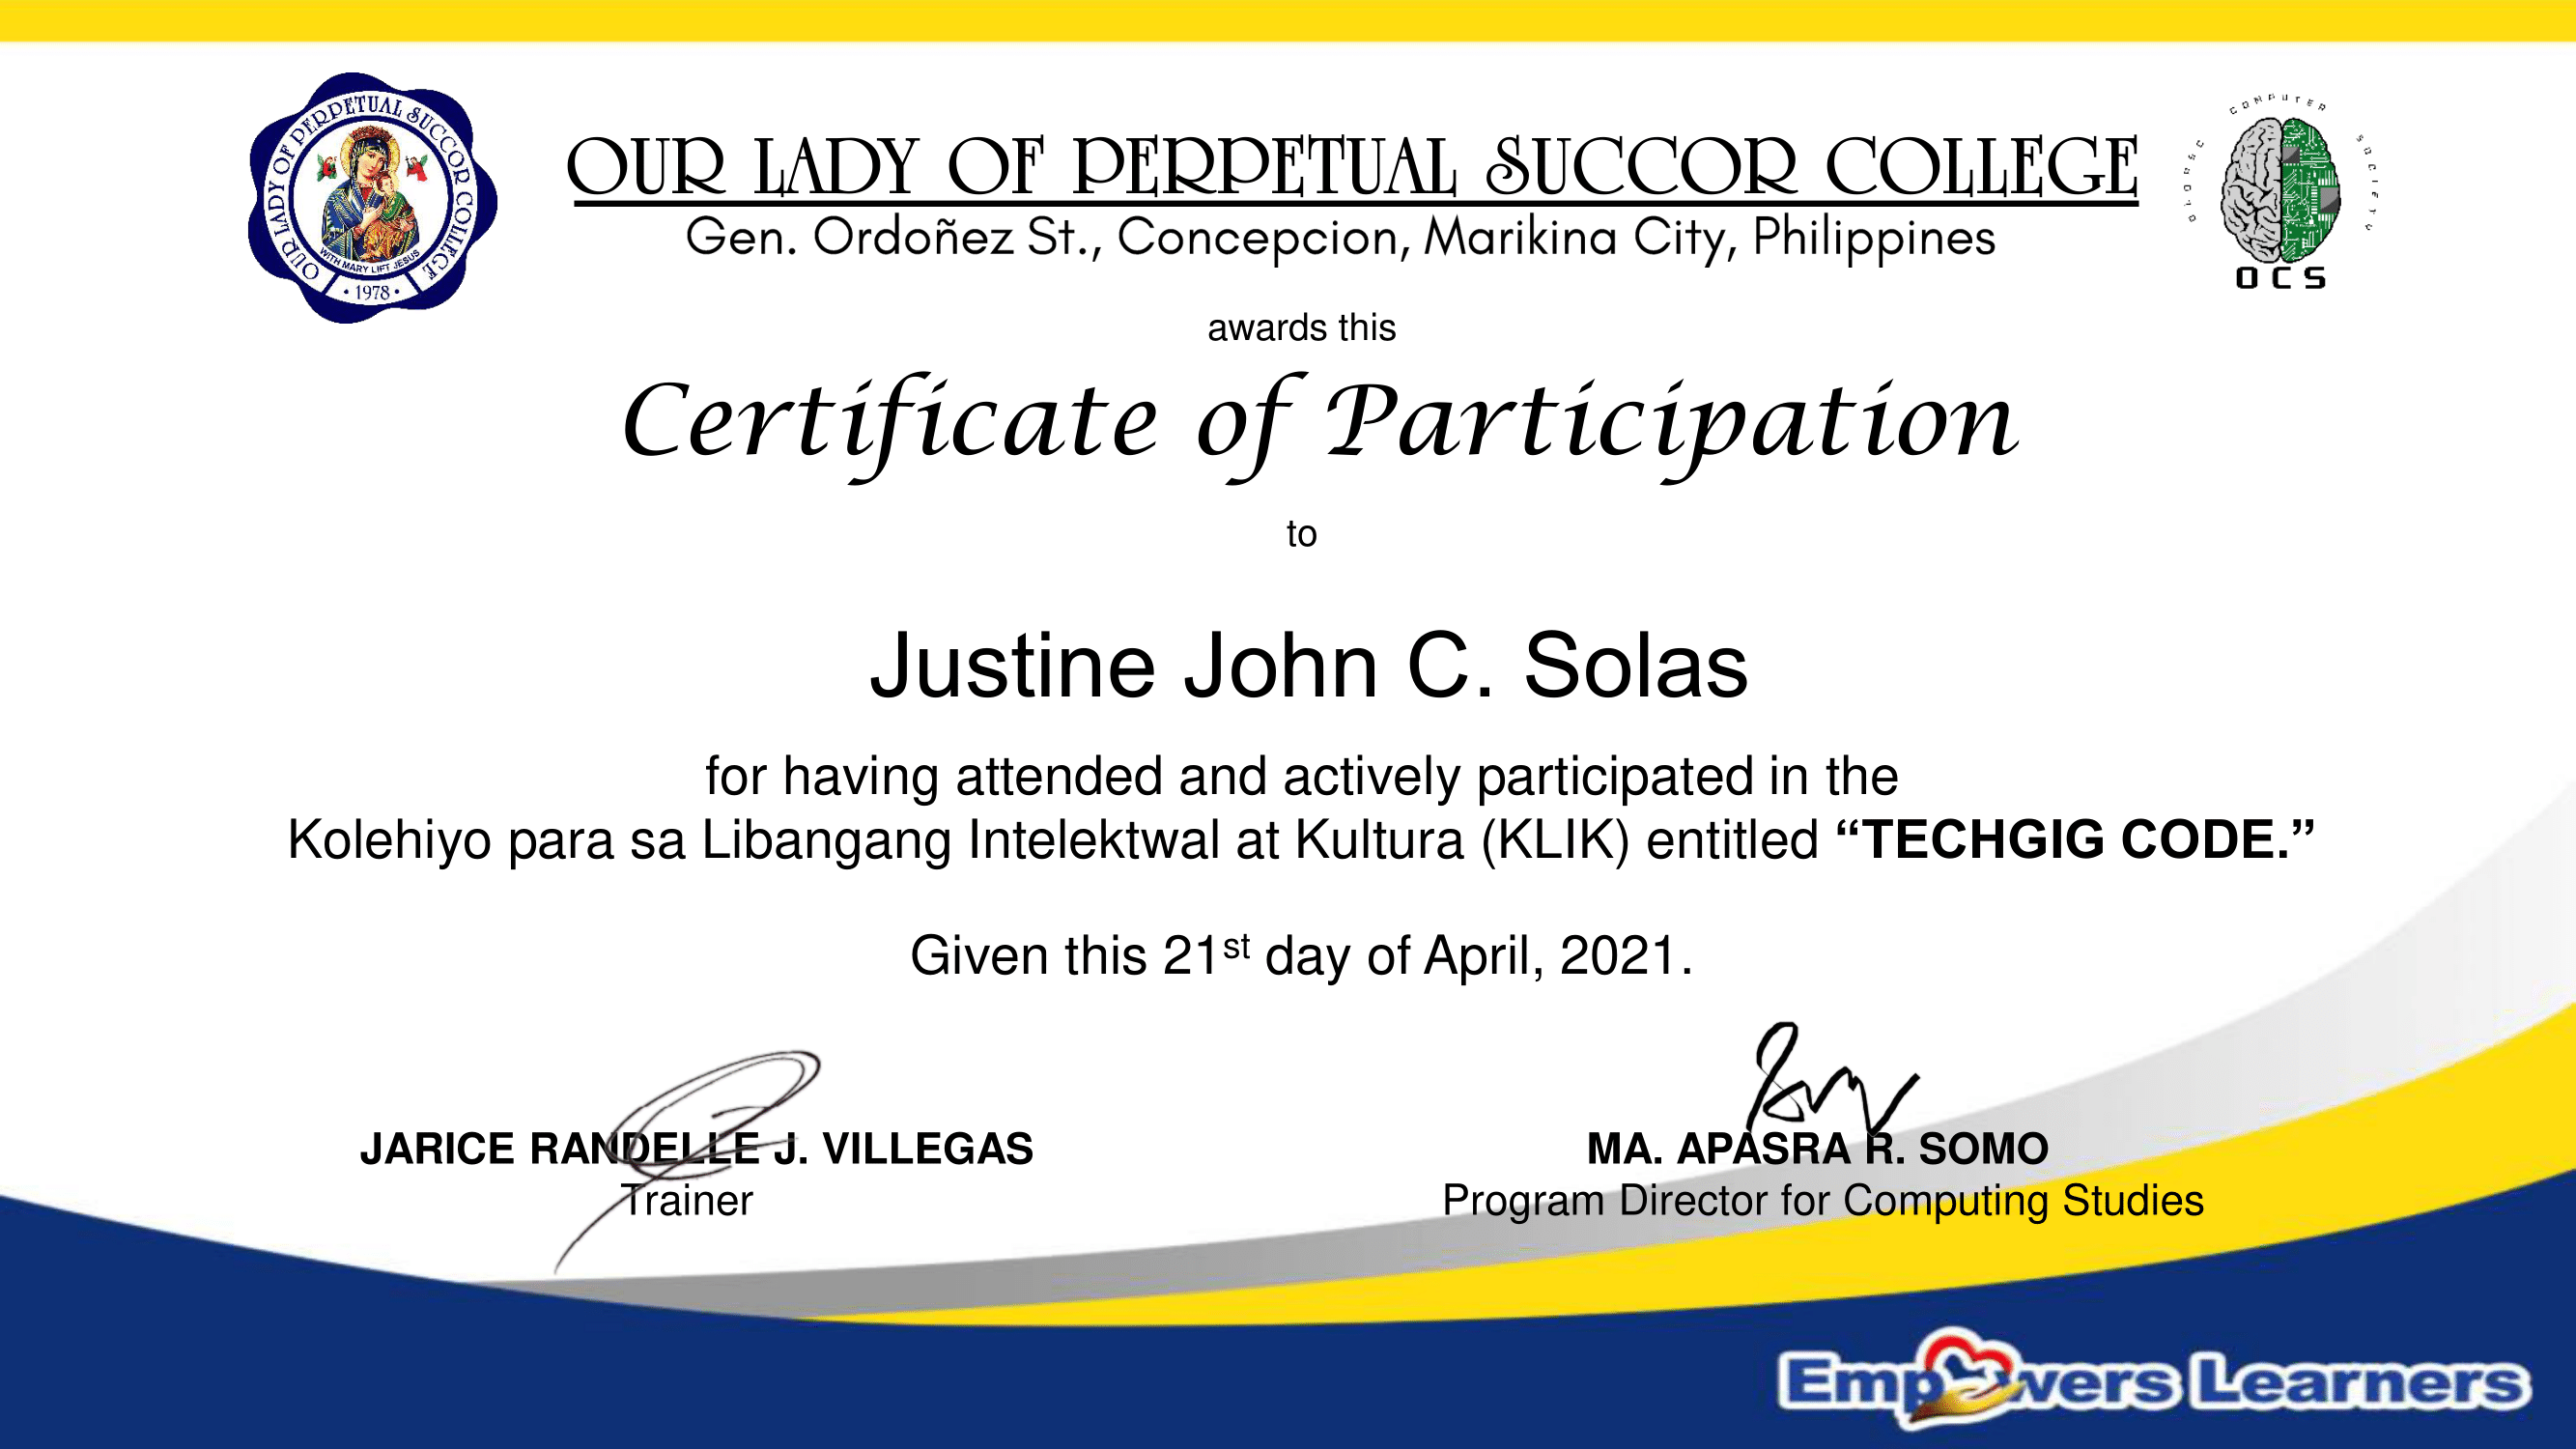 OUR LADY OF PERPETUAL SUCCOR COLLEGE
WITH MARY LIFT JESUS
• 1978 •
OUR LADY OF PERPETUAL SUCCOR COLLEGE
Gen. Ordoñez St., Concepcion, Marikina City, Philippines
OLOPSC COMPUTER SOCIETY
OCS
awards this
Certificate of Participation
to
Justine John C. Solas
for having attended and actively participated in the
Kolehiyo para sa Libangang Intelektwal at Kultura (KLIK) entitled “TECHGIG CODE.”
Given this 21st day of April, 2021.
JARICE RANDELLE J. VILLEGAS
Trainer
MA. APASRA R. SOMO
Program Director for Computing Studies
Empowers Learners